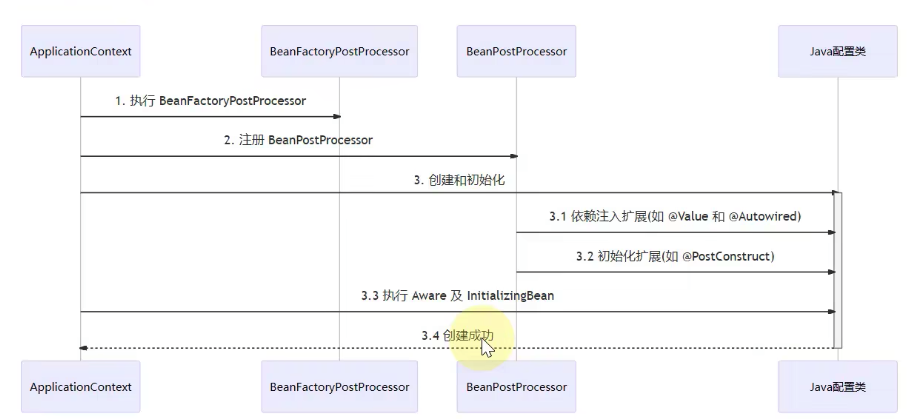 ApplicationContext
BeanFactoryPostProcessor
BeanPostProcessor
Java配置类
1. 执行 BeanFactoryPostProcessor
2. 注册 BeanPostProcessor
3. 创建和初始化
3.1 依赖注入扩展(如 @Value 和 @Autowired)
3.2 初始化扩展(如 @PostConstruct)
3.3 执行 Aware 及 InitializingBean
3.4 创建成功
ApplicationContext
BeanFactoryPostProcessor
BeanPostProcessor
Java配置类